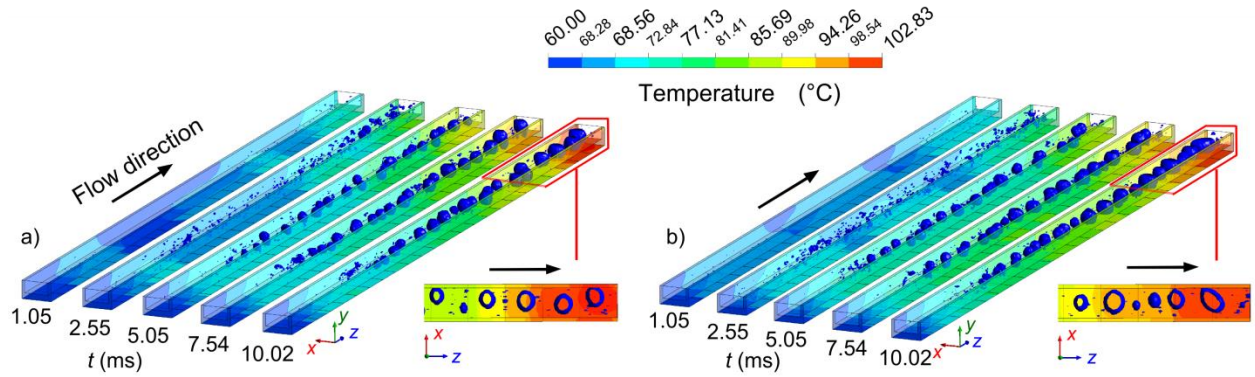 60.00 68.28 68.56 72.84 77.13 81.41 85.69 89.98 94.26 98.54 102.83
Temperature (°C)
Flow direction
a)
1.05 2.55 5.05 7.54 10.02
t (ms)
y
x z
x
z
b)
1.05 2.55 5.05 7.54 10.02
t (ms)
y
x z
x
z